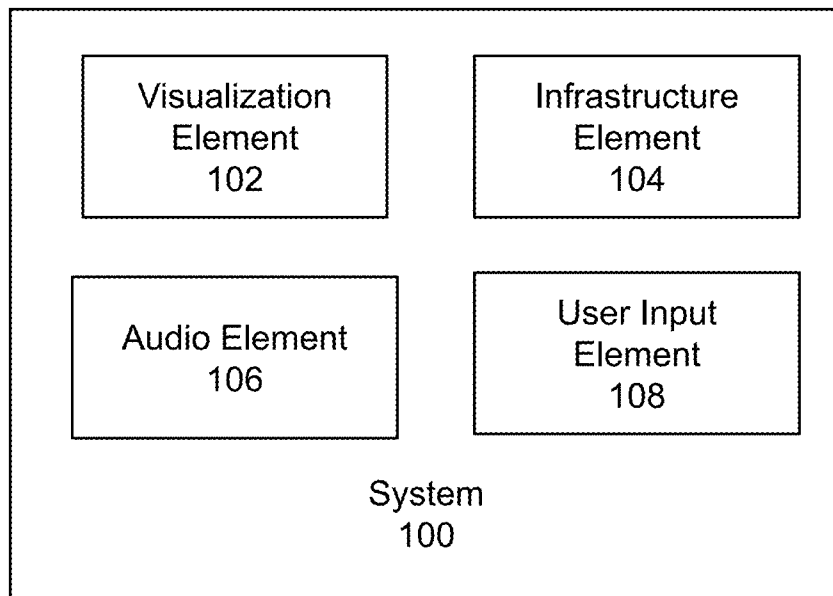 Visualization
Element
102
Infrastructure
Element
104
Audio Element
106
User Input
Element
108
System
100